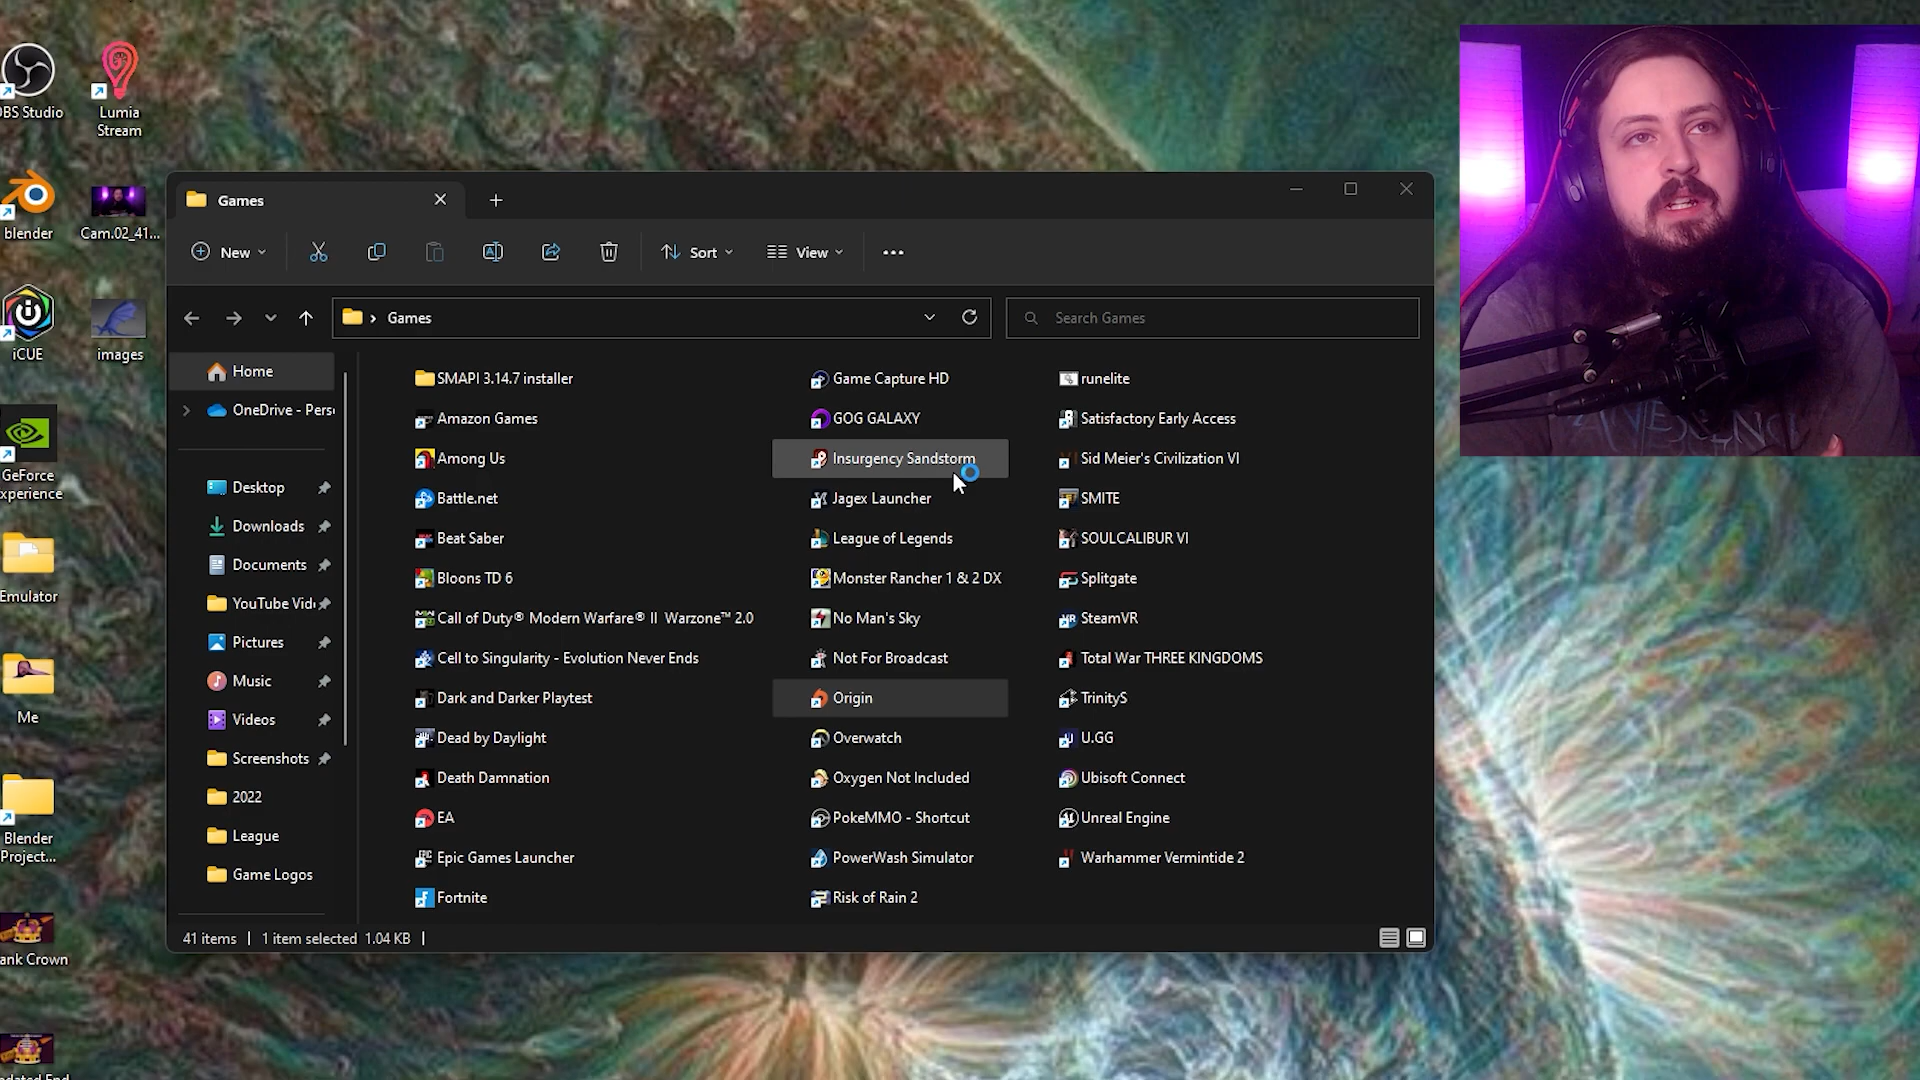 OBS Studio
Lumia
Stream
blender
Cam.02_41...
iCUE
images
GeForce
Experience
Emulator
Me
Blender
Project...
Rank Crown
Games
New
Sort
View
Games
Search Games
Home
OneDrive - Pers
Desktop
Downloads
Documents
YouTube Vid
Pictures
Music
Videos
Screenshots
2022
League
Game Logos
SMAPI 3.14.7 installer
Amazon Games
Among Us
Battle.net
Beat Saber
Bloons TD 6
Call of Duty® Modern Warfare® II Warzone™ 2.0
Cell to Singularity - Evolution Never Ends
Dark and Darker Playtest
Dead by Daylight
Death Damnation
EA
Epic Games Launcher
Fortnite
Game Capture HD
GOG GALAXY
Insurgency Sandstorm
Jagex Launcher
League of Legends
Monster Rancher 1 & 2 DX
No Man's Sky
Not For Broadcast
Origin
Overwatch
Oxygen Not Included
PokeMMO - Shortcut
PowerWash Simulator
Risk of Rain 2
runelite
Satisfactory Early Access
Sid Meier's Civilization VI
SMITE
SOULCALIBUR VI
Splitgate
SteamVR
Total War THREE KINGDOMS
TrinityS
U.GG
Ubisoft Connect
Unreal Engine
Warhammer Vermintide 2
41 items
1 item selected 1.04 KB